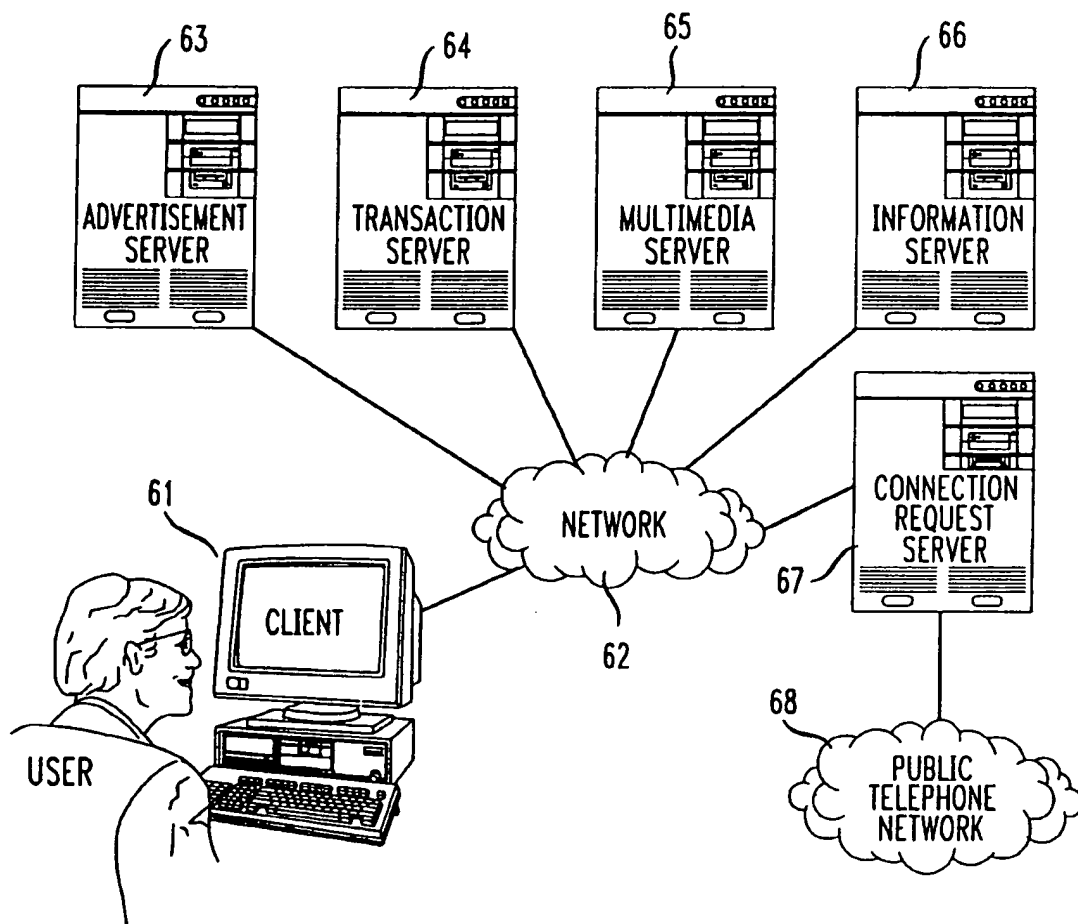 63
64
65
66
ADVERTISEMENT
SERVER
TRANSACTION
SERVER
MULTIMEDIA
SERVER
INFORMATION
SERVER
61
CLIENT
NETWORK
62
CONNECTION
REQUEST
SERVER
67
USER
68
PUBLIC
TELEPHONE
NETWORK